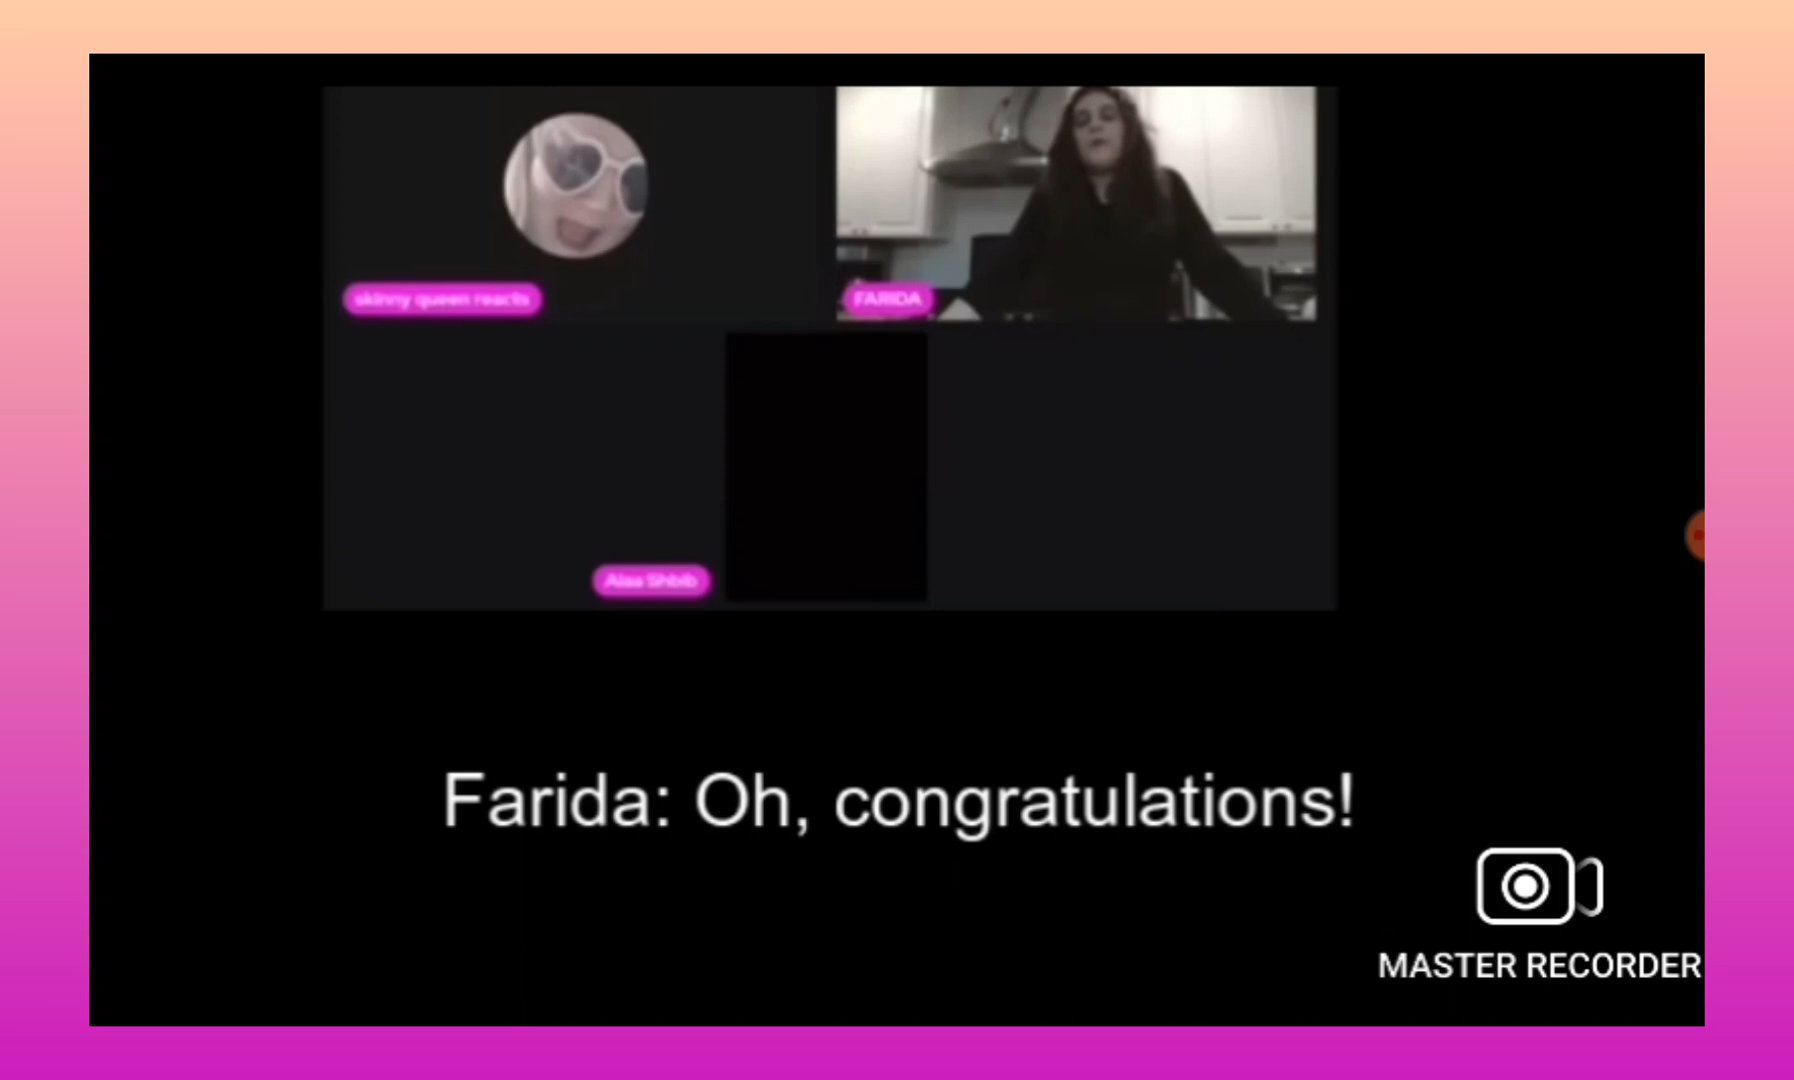 skinny queen reacts
FARIDA
Alaa Shbib
Farida: Oh, congratulations!
MASTER RECORDER